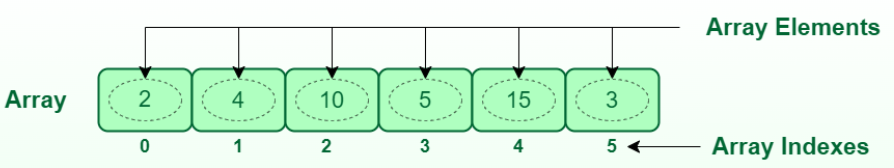 Array Elements
Array 2 4 10 5 15 3
0 1 2 3 4 5 Array Indexes